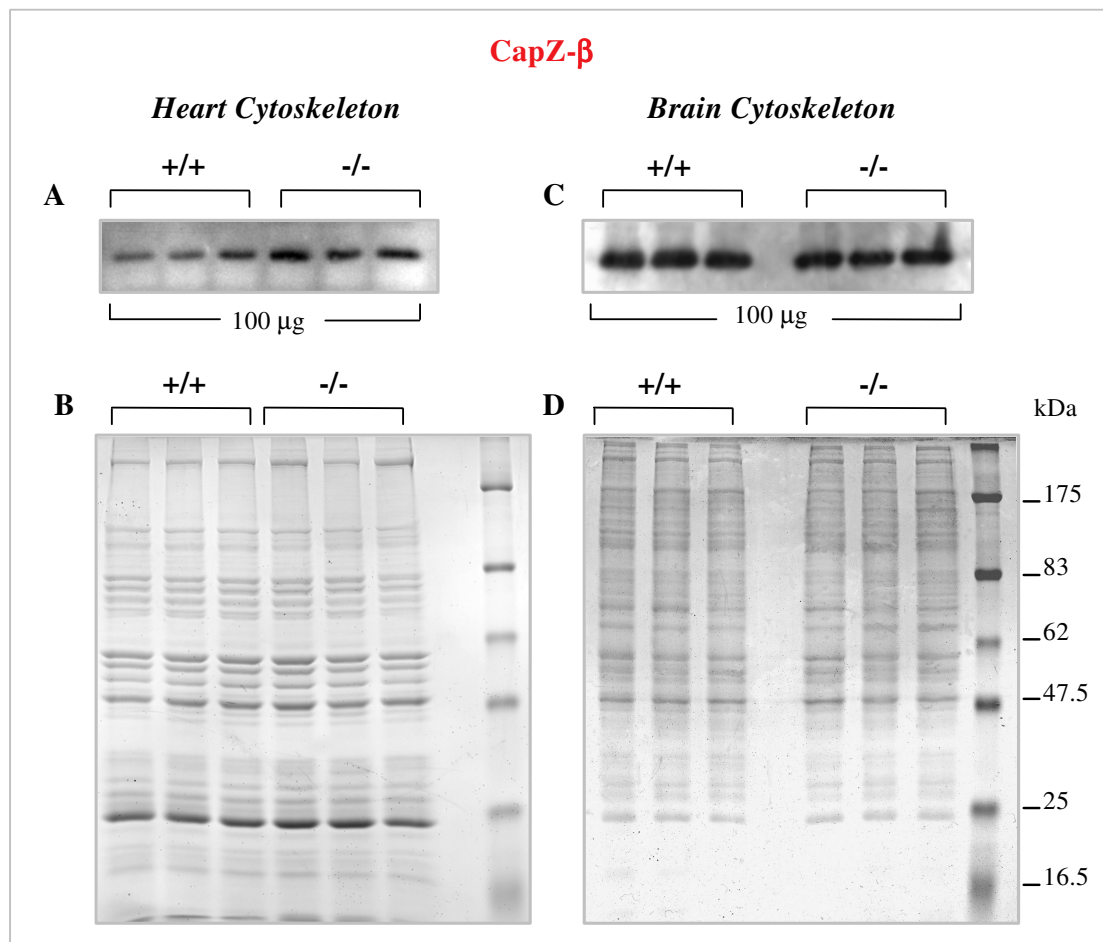 CapZ-β
Heart Cytoskeleton
Brain Cytoskeleton
+/+
-/-
+/+
-/-
A
C
100 μg
100 μg
+/+
-/-
+/+
-/-
B
D
kDa
175
83
62
47.5
25
16.5